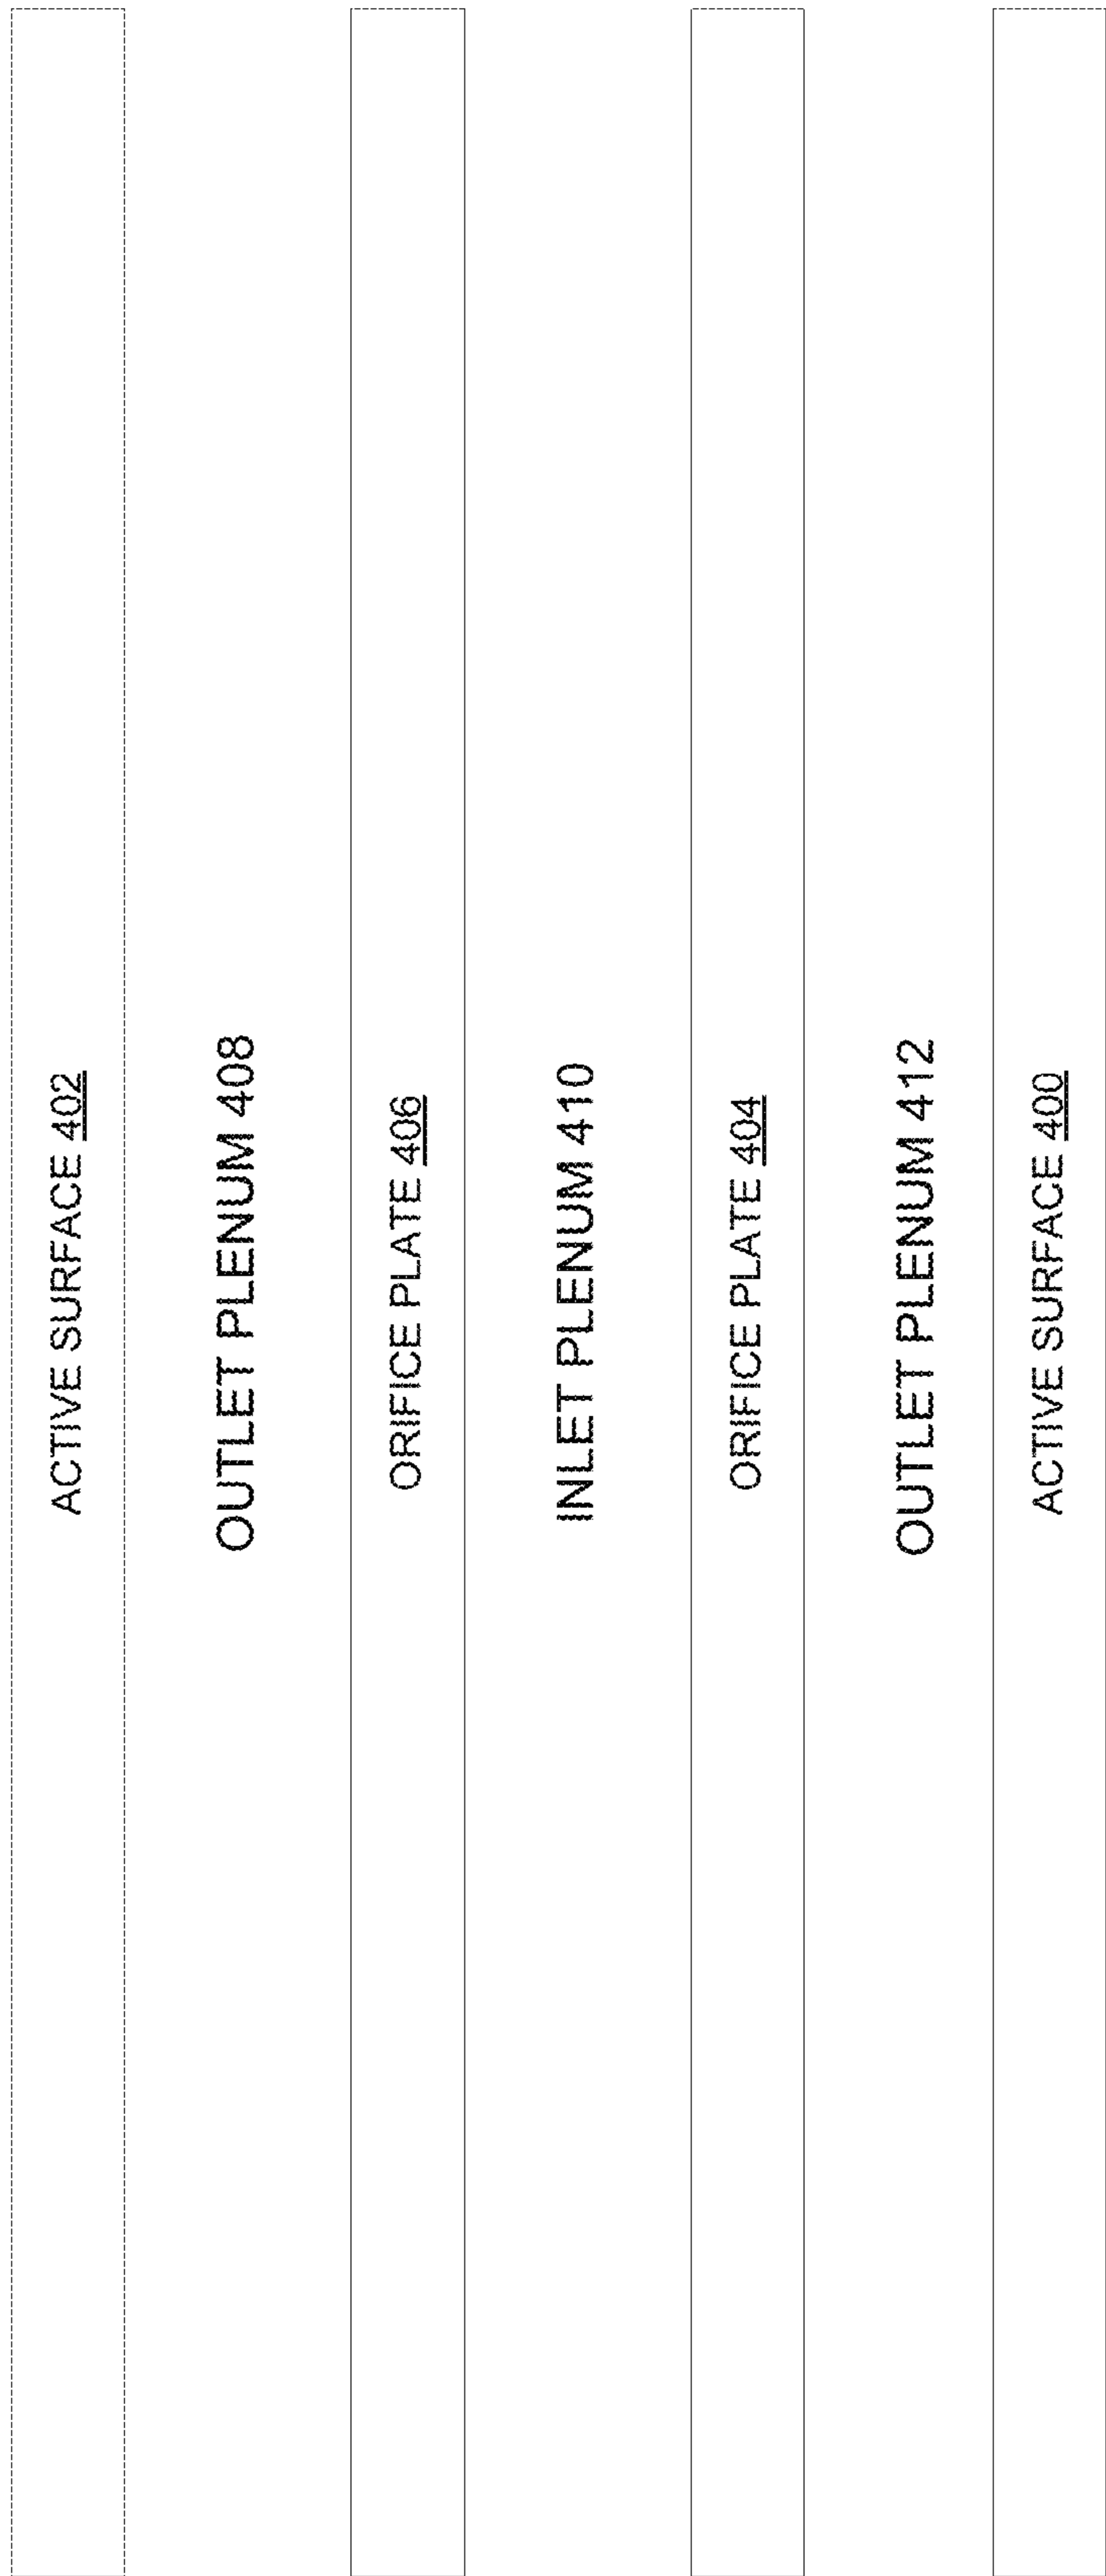 ACTIVE SURFACE 402
OUTLET PLENUM 408
ORIFICE PLATE 406
INLET PLENUM 410
ORIFICE PLATE 404
OUTLET PLENUM 412
ACTIVE SURFACE 400